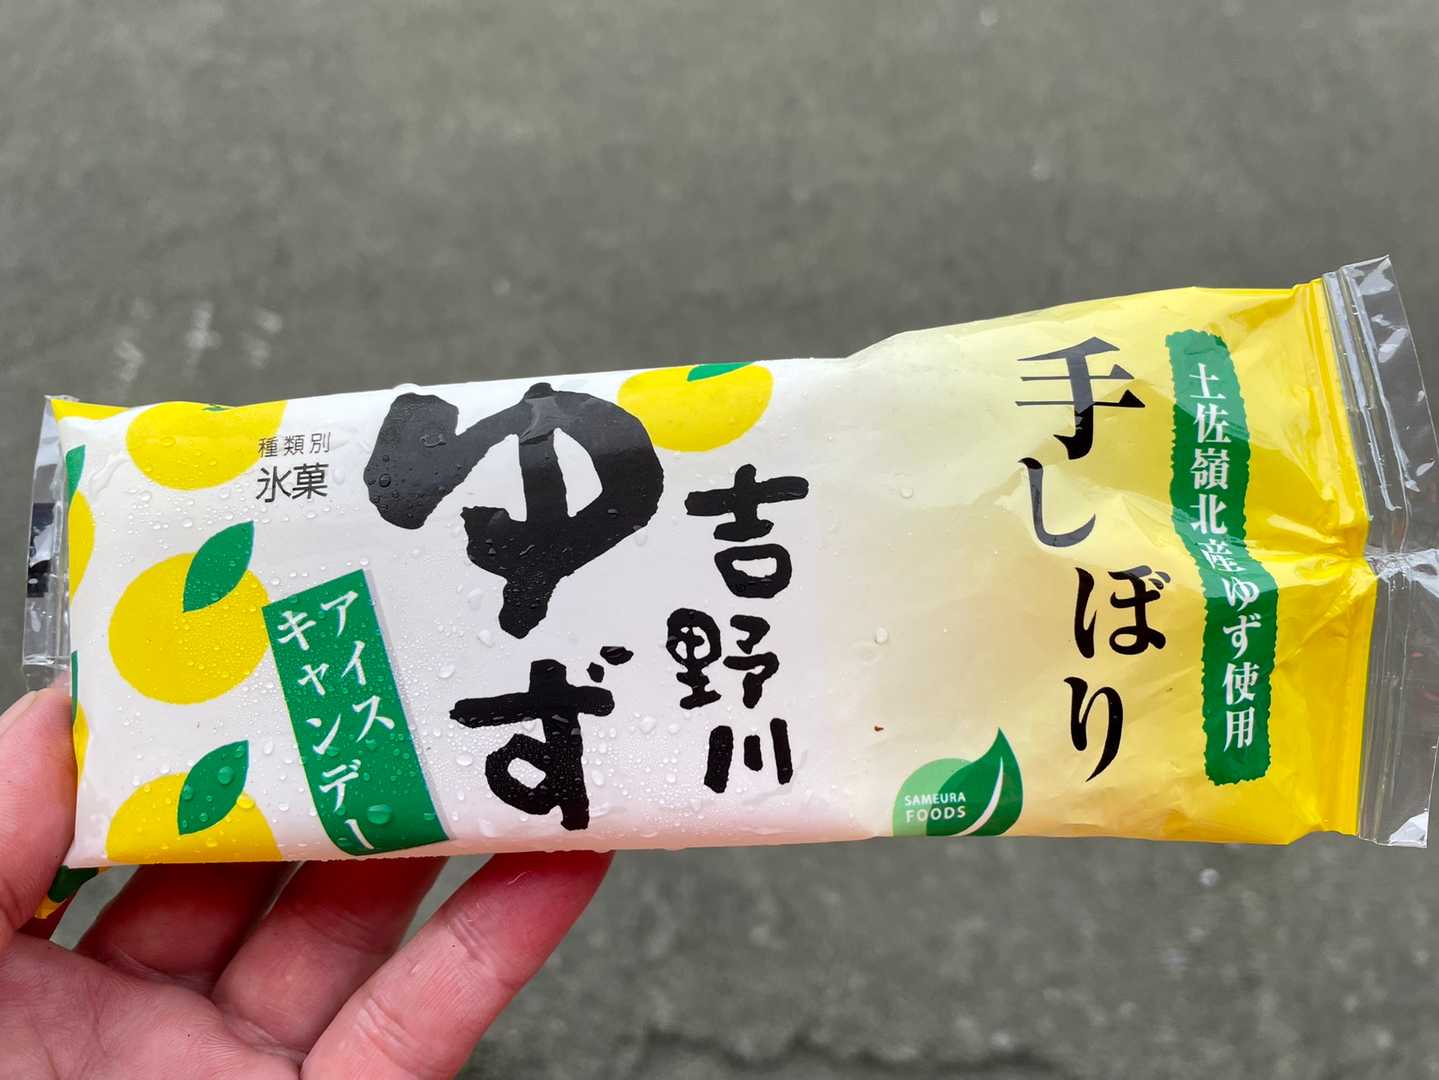 土佐嶺北産ゆず使用
手しぼり
吉野川
ゆず
種類別
氷菓
アイス
キャンデー
SAMEURA
FOODS